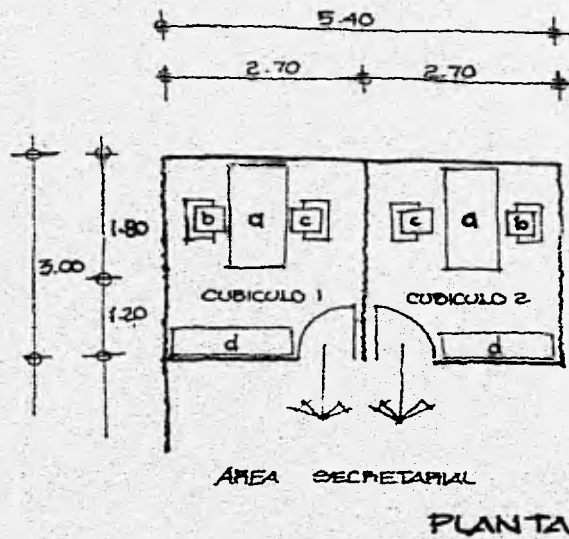 5.40
2.70 2.70
b a c c a b
1.80
3.00
CUBICULO 1 CUBICULO 2
1.20
d d
AREA SECRETARIAL
PLANTA